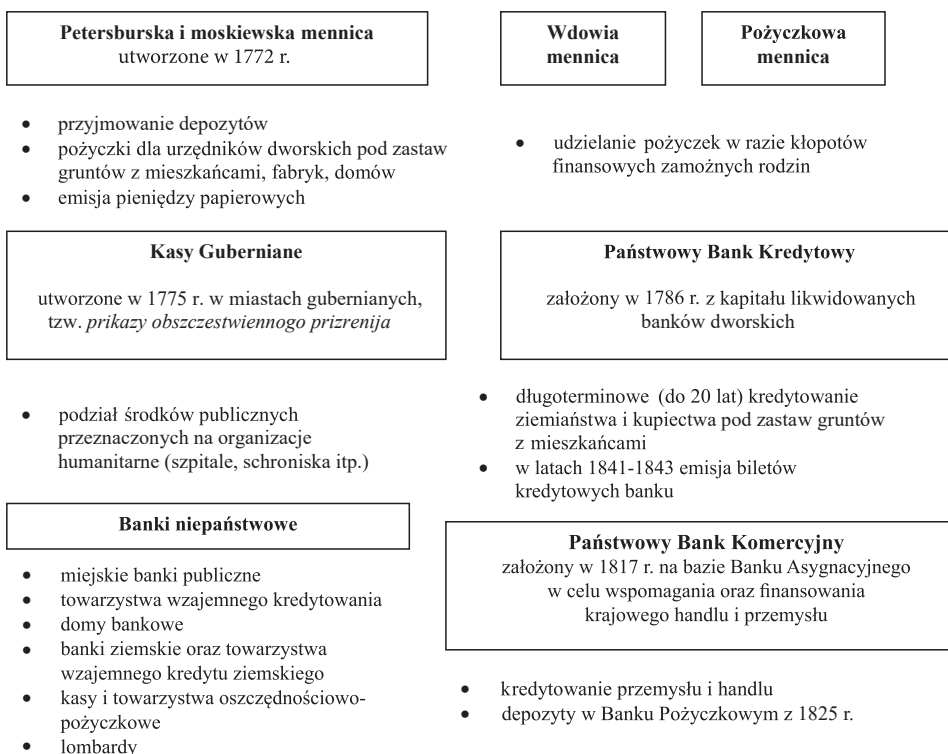 Petersburska i moskiewska mennica
utworzone w 1772 r.
Wdowia
mennica
Pożyczkowa
mennica
• przyjmowanie depozytów
• pożyczki dla urzędników dworskich pod zastaw
gruntów z mieszkańcami, fabryk, domów
• emisja pieniędzy papierowych
• udzielanie pożyczek w razie kłopotów
finansowych zamożnych rodzin
Kasy Guberniane
utworzone w 1775 r. w miastach gubernianych,
tzw. prikazy obszczestwiennogo prizrenija
Państwowy Bank Kredytowy
założony w 1786 r. z kapitału likwidowanych
banków dworskich
• podział środków publicznych
przeznaczonych na organizacje
humanitarne (szpitale, schroniska itp.)
• długoterminowe (do 20 lat) kredytowanie
ziemiaństwa i kupiectwa pod zastaw gruntów
z mieszkańcami
• w latach 1841-1843 emisja biletów
kredytowych banku
Banki niepaństwowe
• miejskie banki publiczne
• towarzystwa wzajemnego kredytowania
• domy bankowe
• banki ziemskie oraz towarzystwa
wzajemnego kredytu ziemskiego
• kasy i towarzystwa oszczędnościowo-
pożyczkowe
• lombardy
Państwowy Bank Komercyjny
założony w 1817 r. na bazie Banku Asygnacyjnego
w celu wspomagania oraz finansowania
krajowego handlu i przemysłu
• kredytowanie przemysłu i handlu
• depozyty w Banku Pożyczkowym z 1825 r.